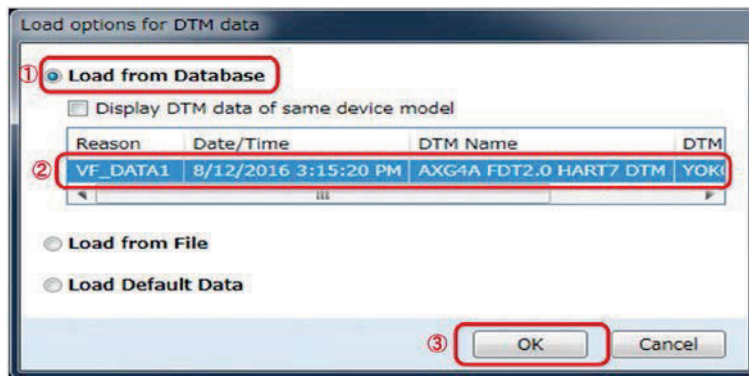 Load options for DTM data
① Load from Database
Display DTM data of same device model
Reason Date/Time DTM Name DTM
② VF_DATA1 8/12/2016 3:15:20 PM AXG4A FDT2.0 HART7 DTM YOK
Load from File
Load Default Data
③ OK Cancel